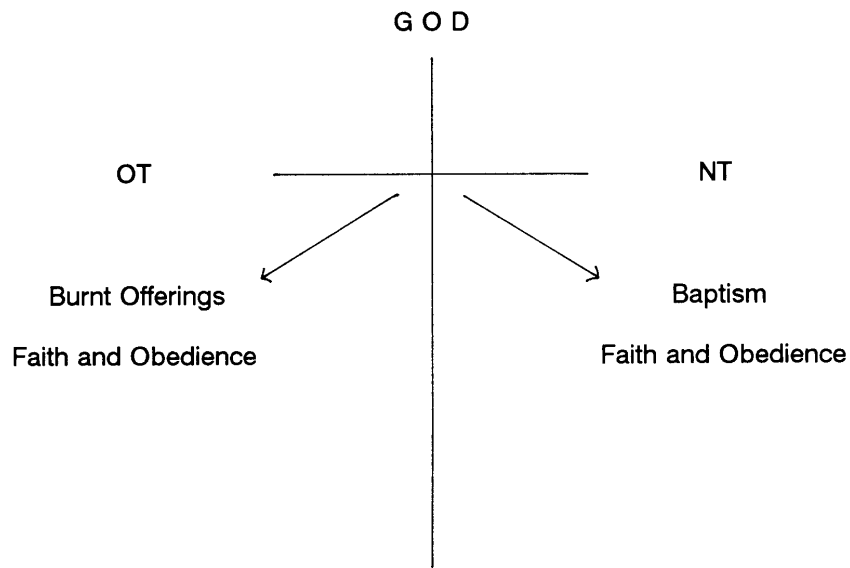 G O D
OT
NT
Burnt Offerings
Baptism
Faith and Obedience
Faith and Obedience